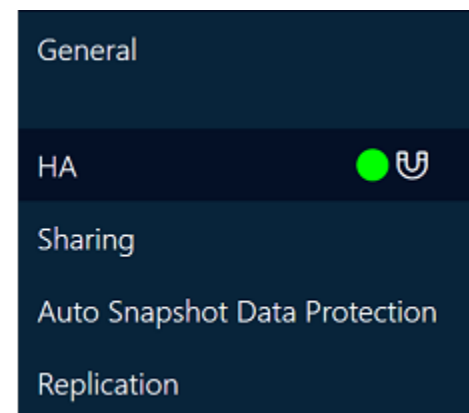 General
HA
Sharing
Auto Snapshot Data Protection
Replication